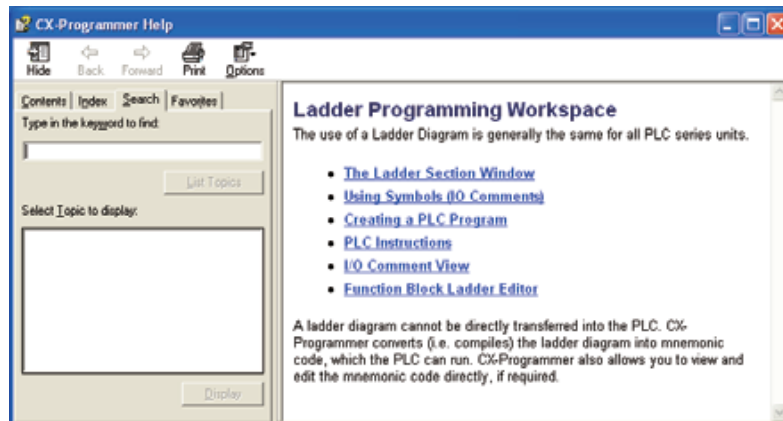 CX-Programmer Help
Hide Back Forward Print Options
Contents Index Search Favorites
Type in the keyword to find:
List Topics
Select Topic to display:
Display
Ladder Programming Workspace
The use of a Ladder Diagram is generally the same for all PLC series units.
• The Ladder Section Window
• Using Symbols (IO Comments)
• Creating a PLC Program
• PLC Instructions
• I/O Comment View
• Function Block Ladder Editor
A ladder diagram cannot be directly transferred into the PLC. CX-
Programmer converts (i.e. compiles) the ladder diagram into mnemonic
code, which the PLC can run. CX-Programmer also allows you to view and
edit the mnemonic code directly, if required.